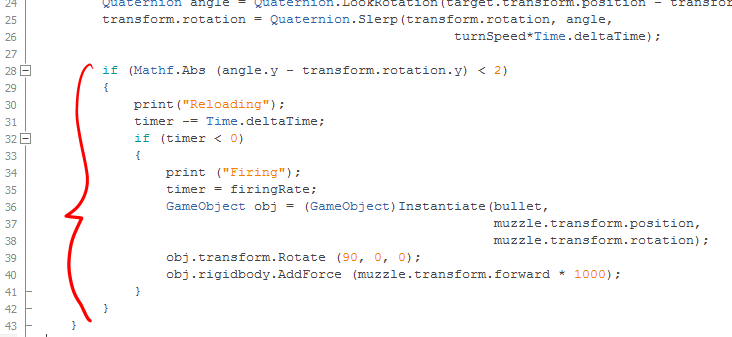 24 Quaternion angle = Quaternion.LookRotation(target.transform.position - transfor
25 transform.rotation = Quaternion.Slerp(transform.rotation, angle,
26 turnSpeed*Time.deltaTime);
27
28 if (Mathf.Abs (angle.y - transform.rotation.y) < 2)
29 {
30 print("Reloading");
31 timer -= Time.deltaTime;
32 if (timer < 0)
33 {
34 print ("Firing");
35 timer = firingRate;
36 GameObject obj = (GameObject)Instantiate(bullet,
37 muzzle.transform.position,
38 muzzle.transform.rotation);
39 obj.transform.Rotate (90, 0, 0);
40 obj.rigidbody.AddForce (muzzle.transform.forward * 1000);
41 }
42 }
43 }